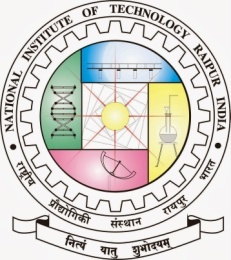 • NATIONAL INSTITUTE OF TECHNOLOGY RAIPUR INDIA •
राष्ट्रीय प्रौद्योगिकी संस्थान रायपुर भारत
नित्यं यातु शुभोदयम्